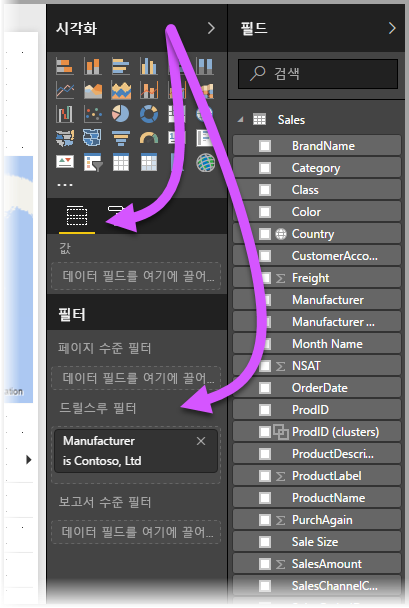 시각화
값
데이터 필드를 여기에 끌어...
필터
페이지 수준 필터
데이터 필드를 여기에 끌어...
드릴스루 필터
Manufacturer
is Contoso, Ltd
보고서 수준 필터
데이터 필드를 여기에 끌어...
필드
검색
Sales
BrandName
Category
Class
Color
Country
CustomerAcco...
Freight
Manufacturer
Manufacturer ...
Month Name
NSAT
OrderDate
ProdID
ProdID (clusters)
ProductDescri...
ProductLabel
ProductName
PurchAgain
Sale Size
SalesAmount
SalesChannelC...